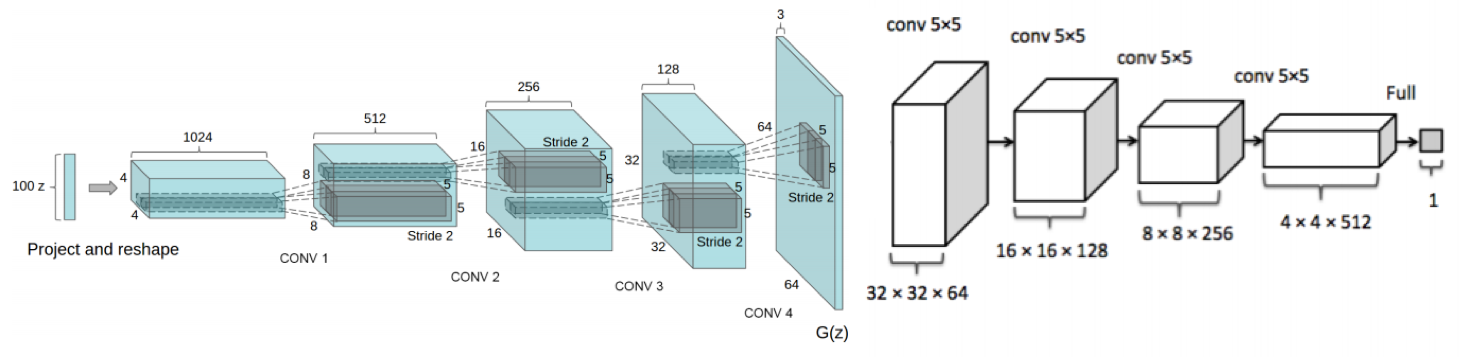 100 z
Project and reshape
1024
4
4
CONV 1
512
8
8
5
5
Stride 2
CONV 2
256
16
16
Stride 2
5
5
CONV 3
128
32
32
5
5
Stride 2
CONV 4
3
64
64
5
5
Stride 2
G(z)
conv 5×5
32 × 32 × 64
conv 5×5
16 × 16 × 128
conv 5×5
8 × 8 × 256
conv 5×5
4 × 4 × 512
Full
1